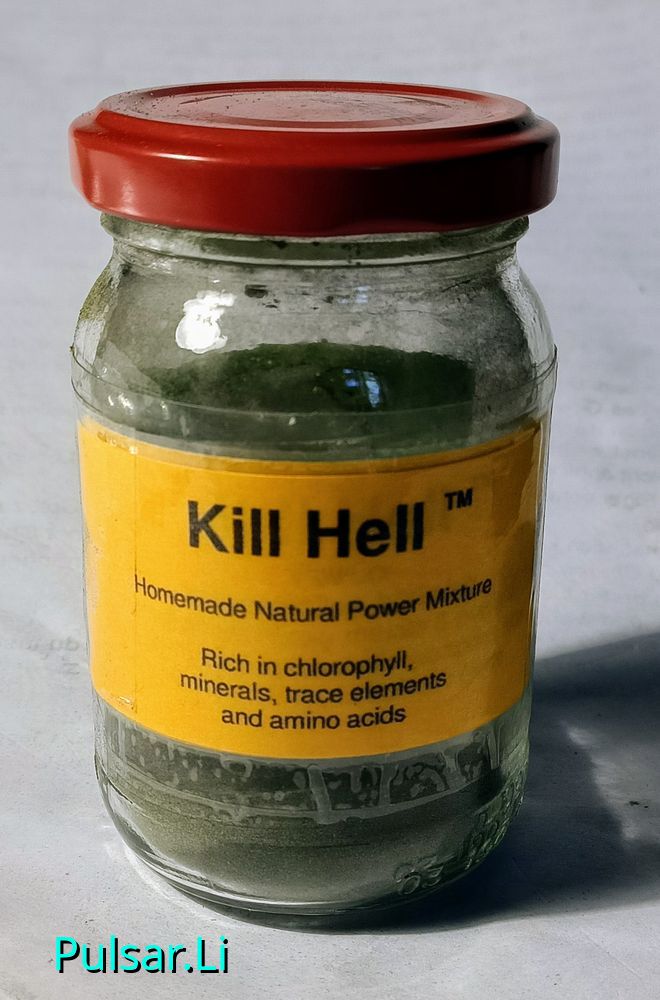 Kill Hell ™
Homemade Natural Power Mixture
Rich in chlorophyll,
minerals, trace elements
and amino acids
Pulsar.Li